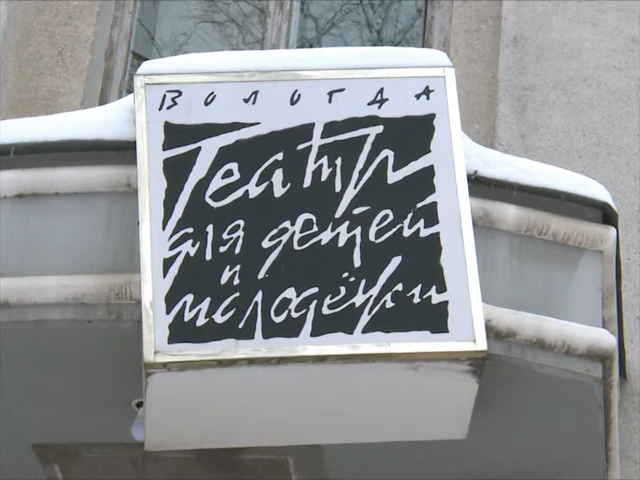 ВОЛОГДА
Театр
для детей
и
молодёжи